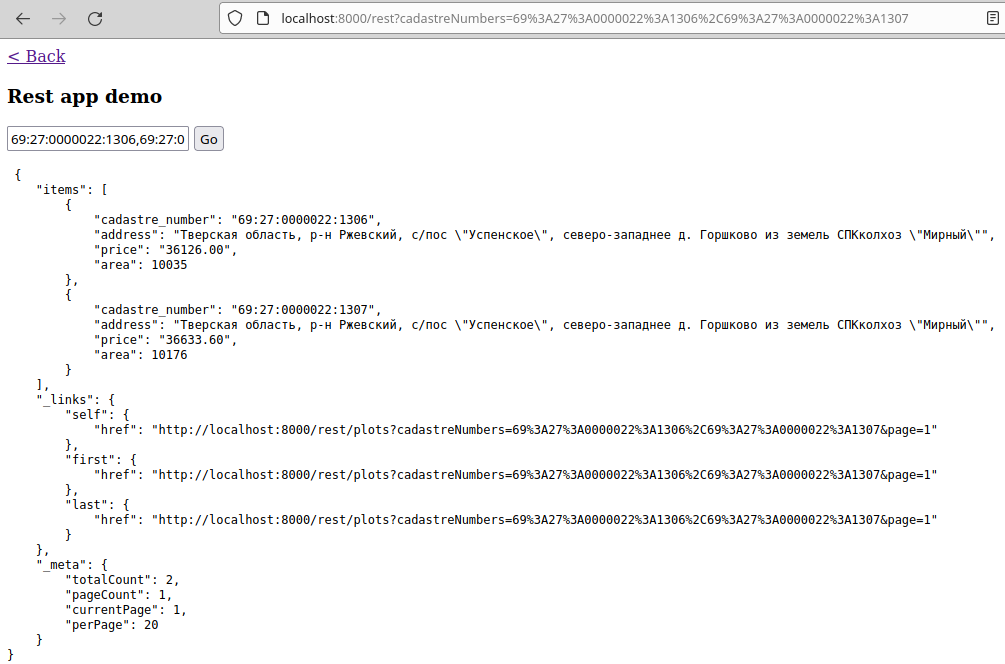 localhost:8000/rest?cadastreNumbers=69%3A27%3A0000022%3A1306%2C69%3A27%3A0000022%3A1307
< Back
Rest app demo
69:27:0000022:1306,69:27:0 Go
{
    "items": [
        {
            "cadastre_number": "69:27:0000022:1306",
            "address": "Тверская область, р-н Ржевский, с/пос \"Успенское\", северо-западнее д. Горшково из земель СПКколхоз \"Мирный\"",
            "price": "36126.00",
            "area": 10035
        },
        {
            "cadastre_number": "69:27:0000022:1307",
            "address": "Тверская область, р-н Ржевский, с/пос \"Успенское\", северо-западнее д. Горшково из земель СПКколхоз \"Мирный\"",
            "price": "36633.60",
            "area": 10176
        }
    ],
    "_links": {
        "self": {
            "href": "http://localhost:8000/rest/plots?cadastreNumbers=69%3A27%3A0000022%3A1306%2C69%3A27%3A0000022%3A1307&page=1"
        },
        "first": {
            "href": "http://localhost:8000/rest/plots?cadastreNumbers=69%3A27%3A0000022%3A1306%2C69%3A27%3A0000022%3A1307&page=1"
        },
        "last": {
            "href": "http://localhost:8000/rest/plots?cadastreNumbers=69%3A27%3A0000022%3A1306%2C69%3A27%3A0000022%3A1307&page=1"
        }
    },
    "_meta": {
        "totalCount": 2,
        "pageCount": 1,
        "currentPage": 1,
        "perPage": 20
    }
}